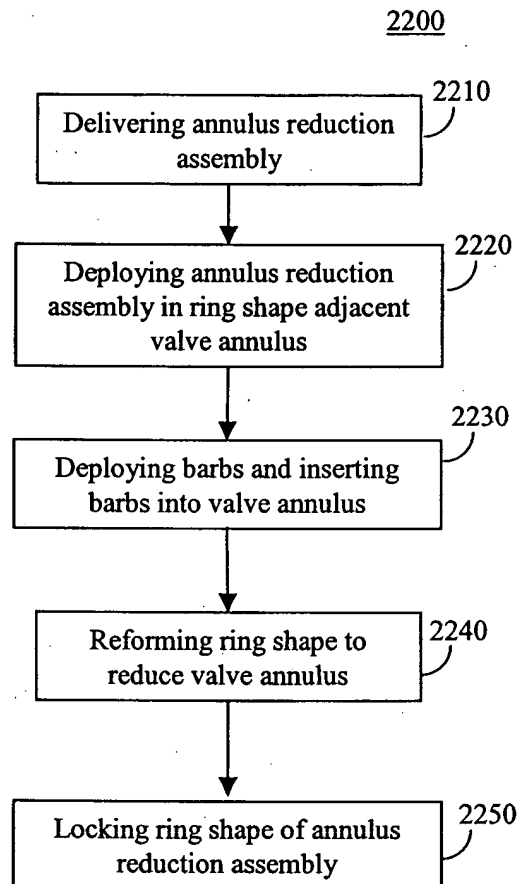 2200
2210
Delivering annulus reduction
assembly
2220
Deploying annulus reduction
assembly in ring shape adjacent
valve annulus
2230
Deploying barbs and inserting
barbs into valve annulus
2240
Reforming ring shape to
reduce valve annulus
2250
Locking ring shape of annulus
reduction assembly